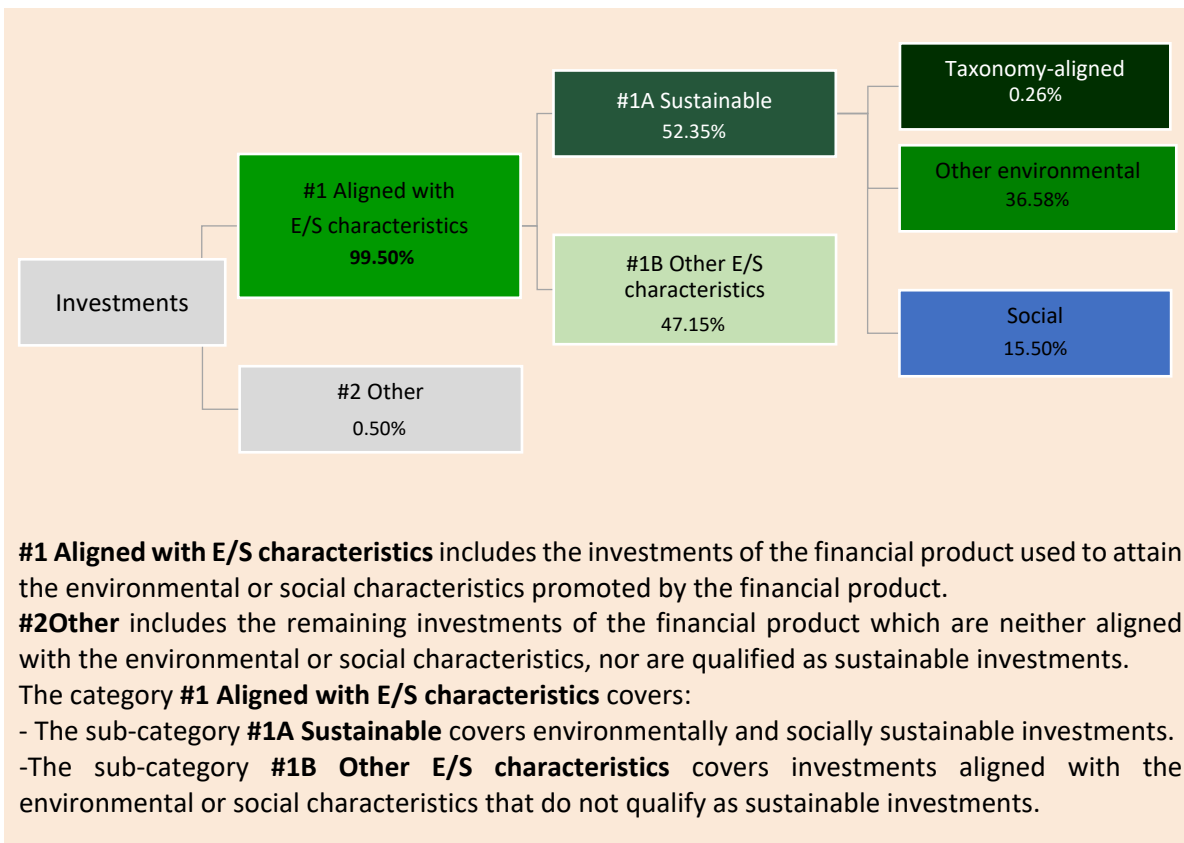 Investments
#1 Aligned with
E/S characteristics
99.50%
#2 Other
0.50%
#1A Sustainable
52.35%
#1B Other E/S
characteristics
47.15%
Taxonomy-aligned
0.26%
Other environmental
36.58%
Social
15.50%
#1 Aligned with E/S characteristics includes the investments of the financial product used to attain
the environmental or social characteristics promoted by the financial product.
#2Other includes the remaining investments of the financial product which are neither aligned
with the environmental or social characteristics, nor are qualified as sustainable investments.
The category #1 Aligned with E/S characteristics covers:
- The sub-category #1A Sustainable covers environmentally and socially sustainable investments.
-The sub-category #1B Other E/S characteristics covers investments aligned with the
environmental or social characteristics that do not qualify as sustainable investments.